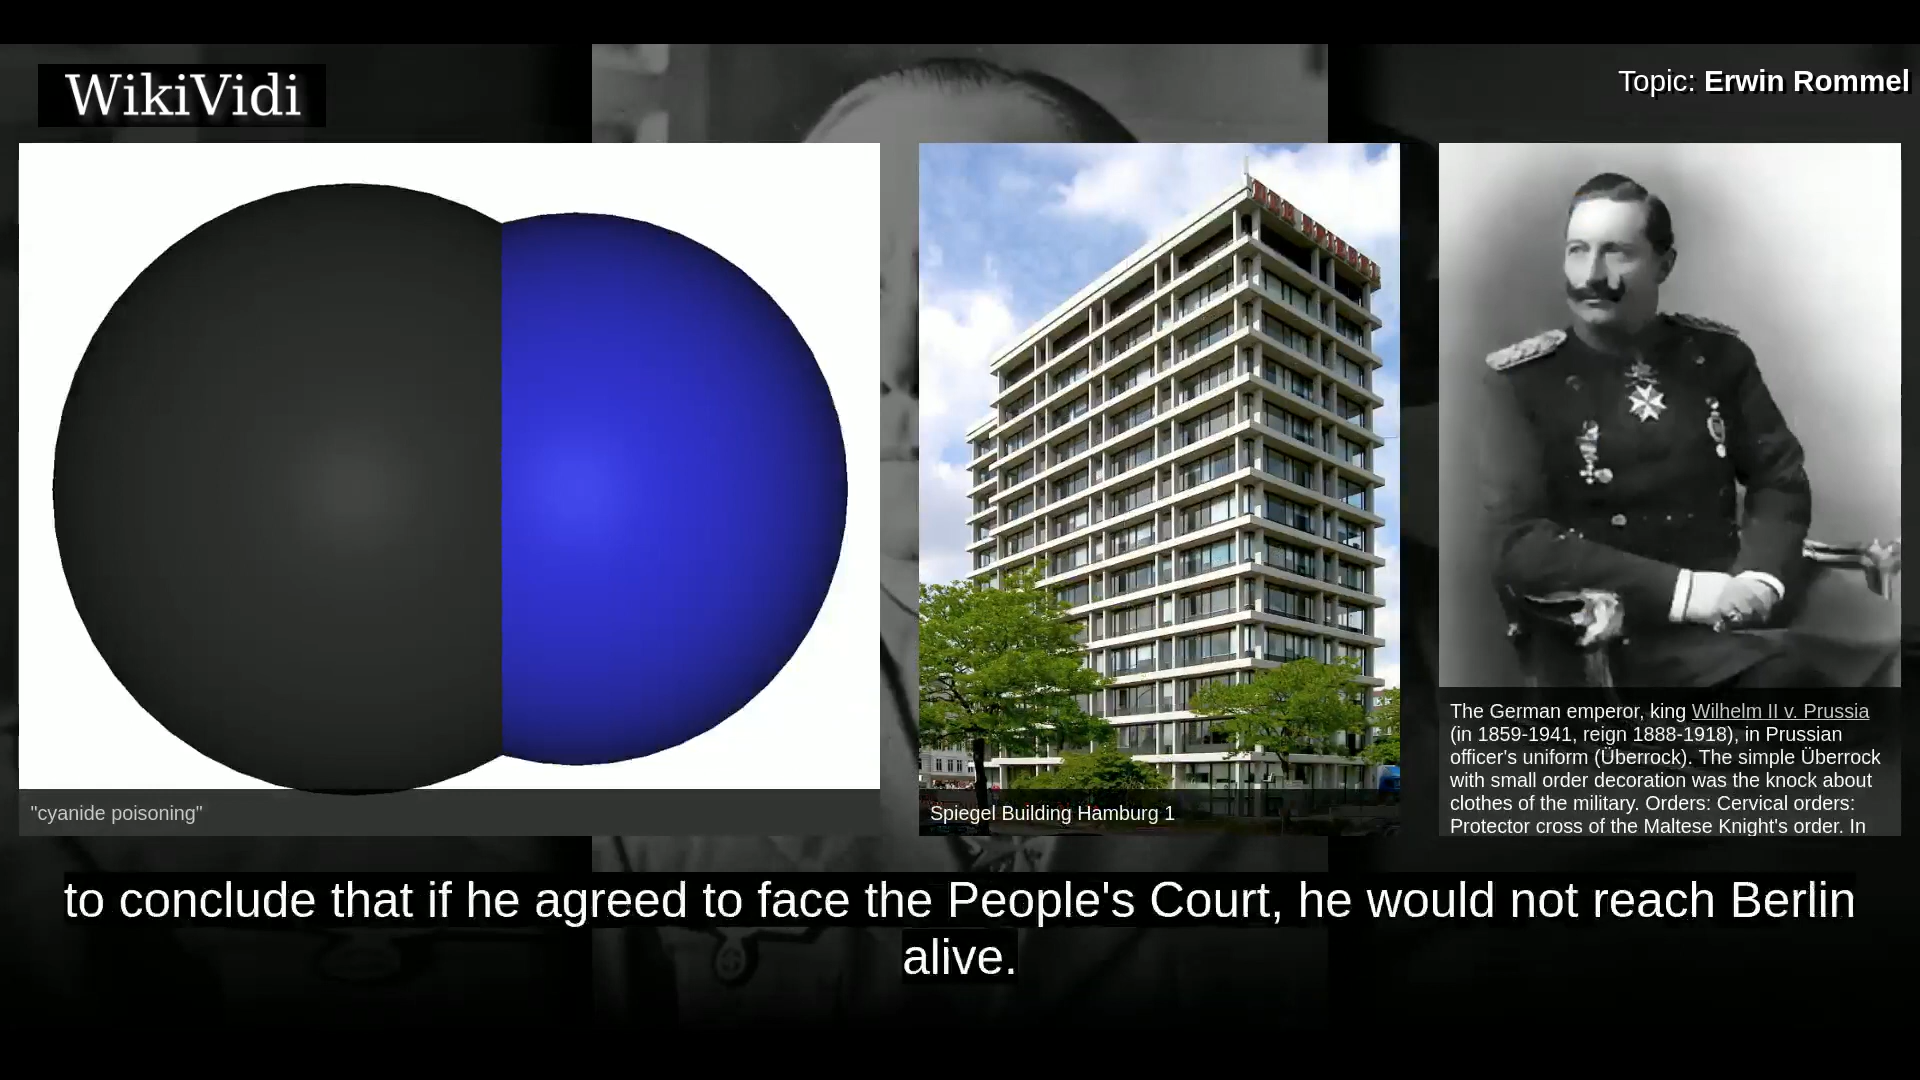 WikiVidi
Topic: Erwin Rommel
DER SPIEGEL
"cyanide poisoning"
Spiegel Building Hamburg 1
The German emperor, king Wilhelm II v. Prussia
(in 1859-1941, reign 1888-1918), in Prussian
officer's uniform (Überrock). The simple Überrock
with small order decoration was the knock about
clothes of the military. Orders: Cervical orders:
Protector cross of the Maltese Knight's order. In
to conclude that if he agreed to face the People's Court, he would not reach Berlin
alive.